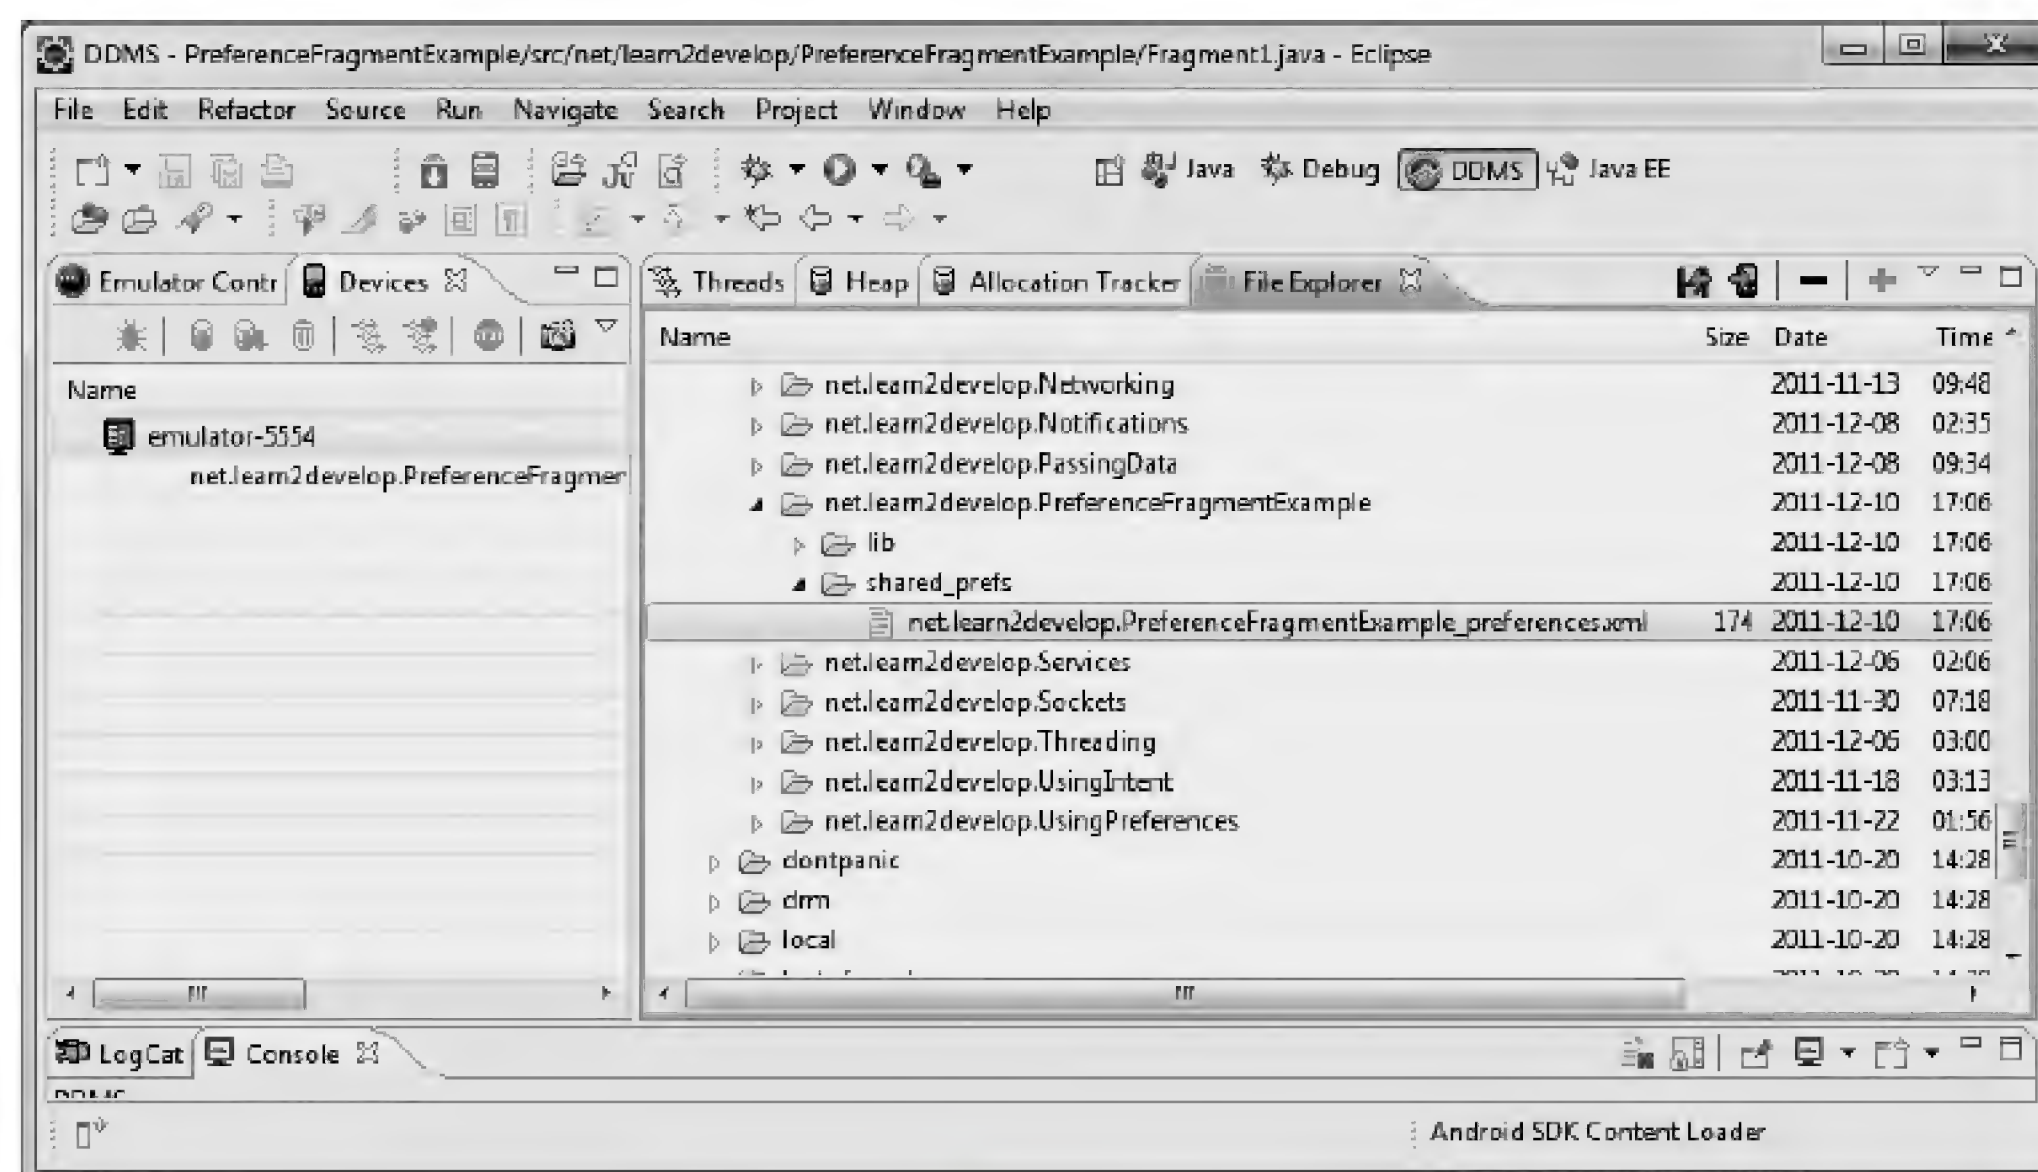 DDMS - PreferenceFragmentExample/src/net/learn2develop/PreferenceFragmentExample/Fragment1.java - Eclipse
File Edit Refactor Source Run Navigate Search Project Window Help
Java Debug DDMS Java EE
Emulator Contr Devices Threads Heap Allocation Tracker File Explorer
Name Size Date Time
Name
emulator-5554
net.learn2develop.PreferenceFragmer
net.learn2develop.Networking 2011-11-13 09:48
net.learn2develop.Notifications 2011-12-08 02:35
net.learn2develop.PassingData 2011-12-08 09:34
net.learn2develop.PreferenceFragmentExample 2011-12-10 17:06
lib 2011-12-10 17:06
shared_prefs 2011-12-10 17:06
net.learn2develop.PreferenceFragmentExample_preferences.xml 174 2011-12-10 17:06
net.learn2develop.Services 2011-12-06 02:06
net.learn2develop.Sockets 2011-11-30 07:18
net.learn2develop.Threading 2011-12-06 03:00
net.learn2develop.UsingIntent 2011-11-18 03:13
net.learn2develop.UsingPreferences 2011-11-22 01:56
dontpanic 2011-10-20 14:28
drm 2011-10-20 14:28
local 2011-10-20 14:28
LogCat Console
DDMS
Android SDK Content Loader